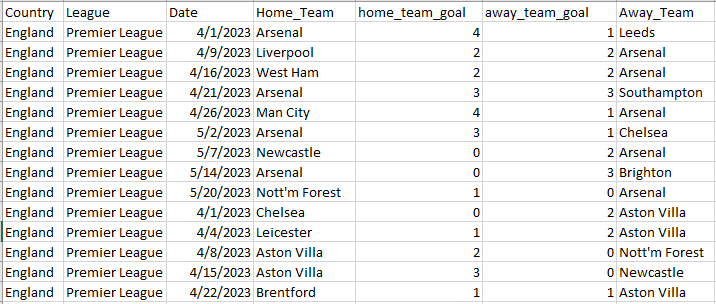 Country League Date Home_Team home_team_goal away_team_goal Away_Team
England Premier League 4/1/2023 Arsenal 4 1 Leeds
England Premier League 4/9/2023 Liverpool 2 2 Arsenal
England Premier League 4/16/2023 West Ham 2 2 Arsenal
England Premier League 4/21/2023 Arsenal 3 3 Southampton
England Premier League 4/26/2023 Man City 4 1 Arsenal
England Premier League 5/2/2023 Arsenal 3 1 Chelsea
England Premier League 5/7/2023 Newcastle 0 2 Arsenal
England Premier League 5/14/2023 Arsenal 0 3 Brighton
England Premier League 5/20/2023 Nott'm Forest 1 0 Arsenal
England Premier League 4/1/2023 Chelsea 0 2 Aston Villa
England Premier League 4/4/2023 Leicester 1 2 Aston Villa
England Premier League 4/8/2023 Aston Villa 2 0 Nott'm Forest
England Premier League 4/15/2023 Aston Villa 3 0 Newcastle
England Premier League 4/22/2023 Brentford 1 1 Aston Villa